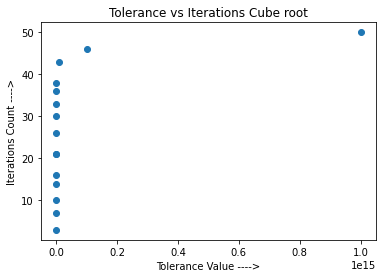 Tolerance vs Iterations Cube root
Iterations Count ---->
50
40
30
20
10
0.0 0.2 0.4 0.6 0.8 1.0
1e15
Tolerance Value ---->